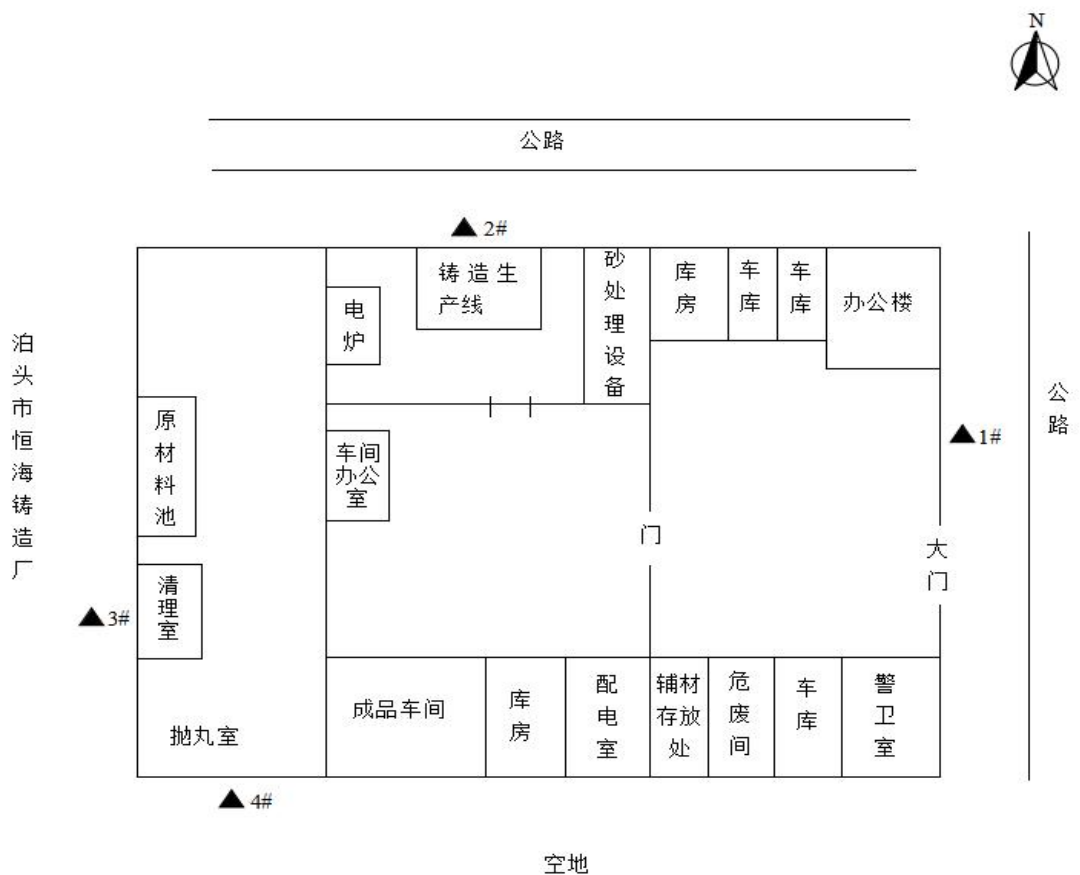 N
公路
▲2#
铸造生
产线
砂处理设备
库房
车库
车库
办公楼
电炉
泊头市恒海铸造厂
原材料池
车间
办公
室
公路
▲1#
门
大门
清理室
▲3#
成品车间
库房
配电室
辅材
存放
处
危废间
车库
警卫室
抛丸室
▲4#
空地